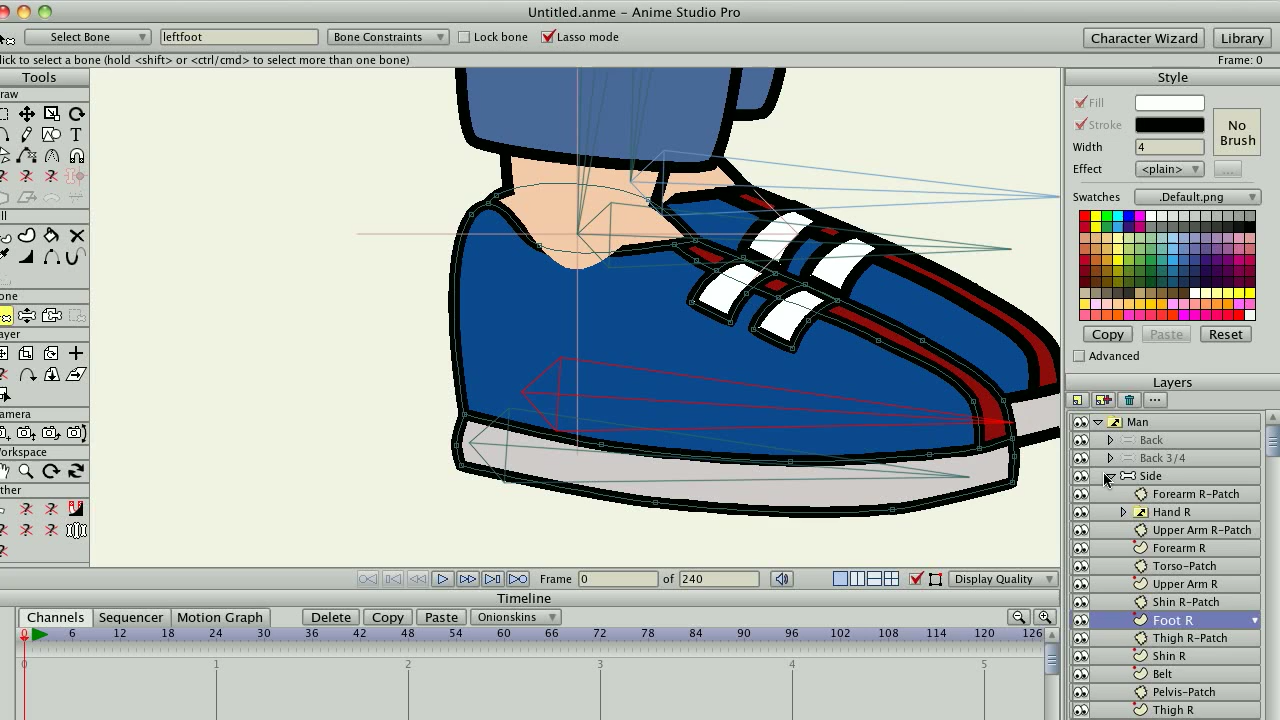 Untitled.anme – Anime Studio Pro
Select Bone leftfoot Bone Constraints Lock bone Lasso mode Character Wizard Library
lick to select a bone (hold <shift> or <ctrl/cmd> to select more than one bone) Frame: 0
Tools
raw
T
ill
one
ayer
amera
Workspace
ther
Style
Fill
Stroke
No Brush
Width 4
Effect <plain> ...
Swatches .Default.png
Copy Paste Reset
Advanced
Layers
Man
Back
Back 3/4
Side
Forearm R-Patch
Hand R
Upper Arm R-Patch
Forearm R
Torso-Patch
Upper Arm R
Shin R-Patch
Foot R
Thigh R-Patch
Shin R
Belt
Pelvis-Patch
Thigh R
Frame 0 of 240 Display Quality
Timeline
Channels Sequencer Motion Graph Delete Copy Paste Onionskins
0 6 12 18 24 30 36 42 48 54 60 66 72 78 84 90 96 102 108 114 120 126
0 1 2 3 4 5